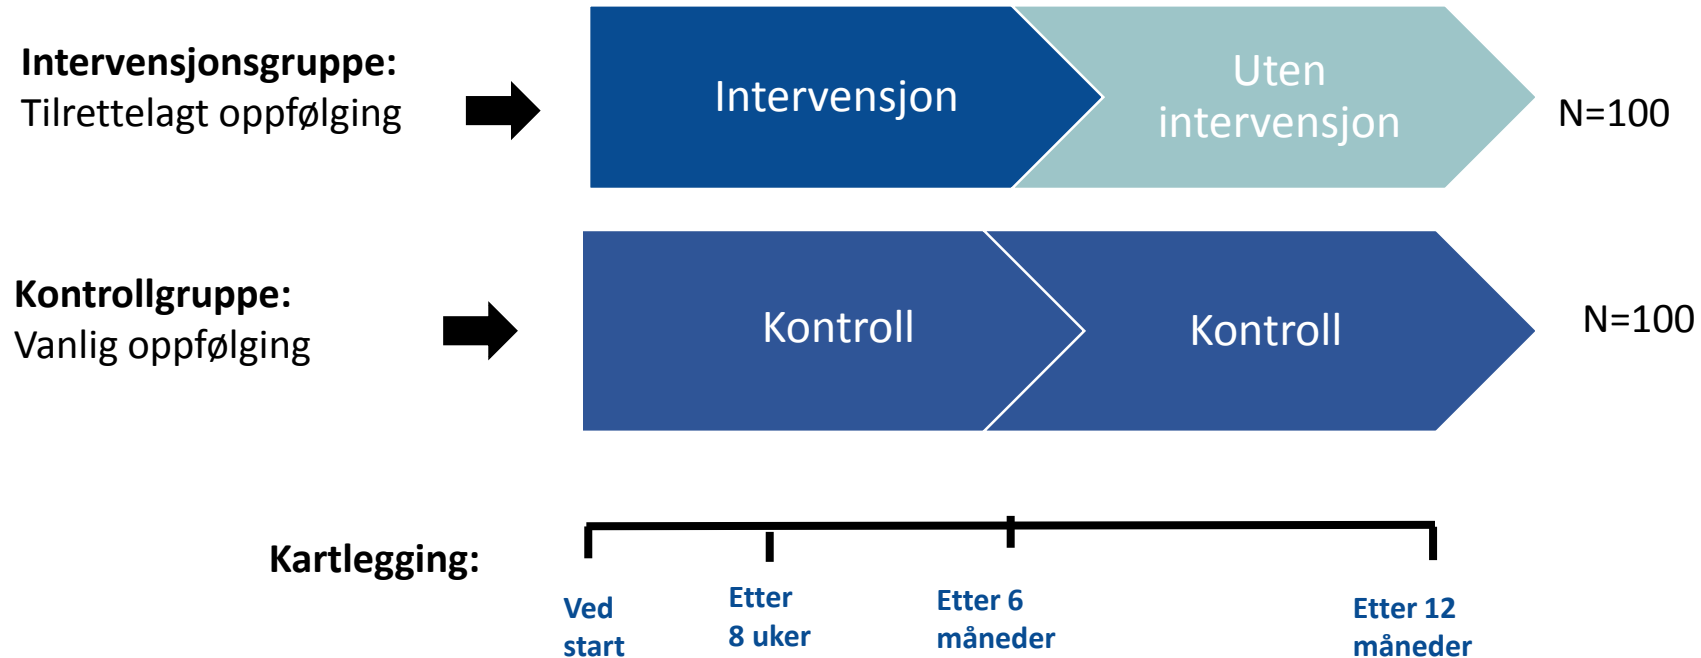 Intervensjonsgruppe:
Tilrettelagt oppfølging
Intervensjon
Uten
intervensjon
N=100
Kontrollgruppe:
Vanlig oppfølging
Kontroll
Kontroll
N=100
Kartlegging:
Ved
start
Etter
8 uker
Etter 6
måneder
Etter 12
måneder